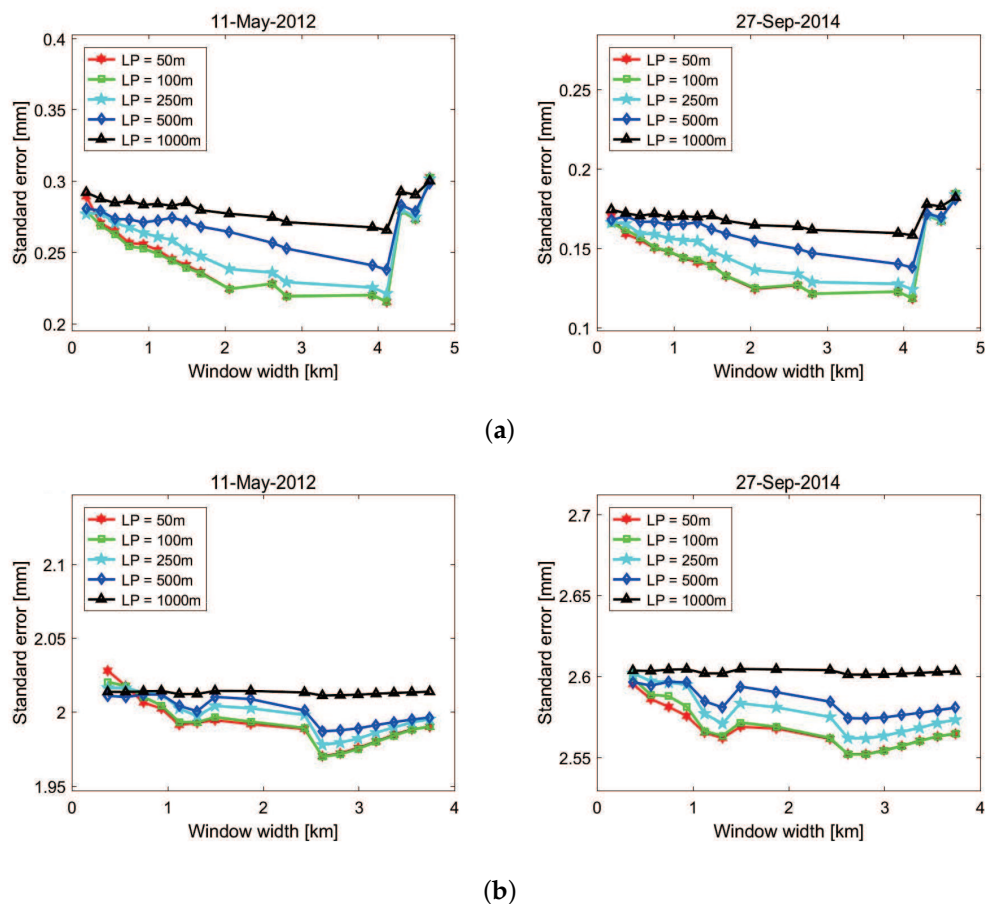 11-May-2012
0.4
0.35
0.3
0.25
0.2
Standard error [mm]
LP = 50m
LP = 100m
LP = 250m
LP = 500m
LP = 1000m
0 1 2 3 4 5
Window width [km]
27-Sep-2014
0.25
0.2
0.15
0.1
Standard error [mm]
LP = 50m
LP = 100m
LP = 250m
LP = 500m
LP = 1000m
0 1 2 3 4 5
Window width [km]
(a)
11-May-2012
2.1
2.05
2
1.95
Standard error [mm]
LP = 50m
LP = 100m
LP = 250m
LP = 500m
LP = 1000m
0 1 2 3 4
Window width [km]
27-Sep-2014
2.7
2.65
2.6
2.55
Standard error [mm]
LP = 50m
LP = 100m
LP = 250m
LP = 500m
LP = 1000m
0 1 2 3 4
Window width [km]
(b)